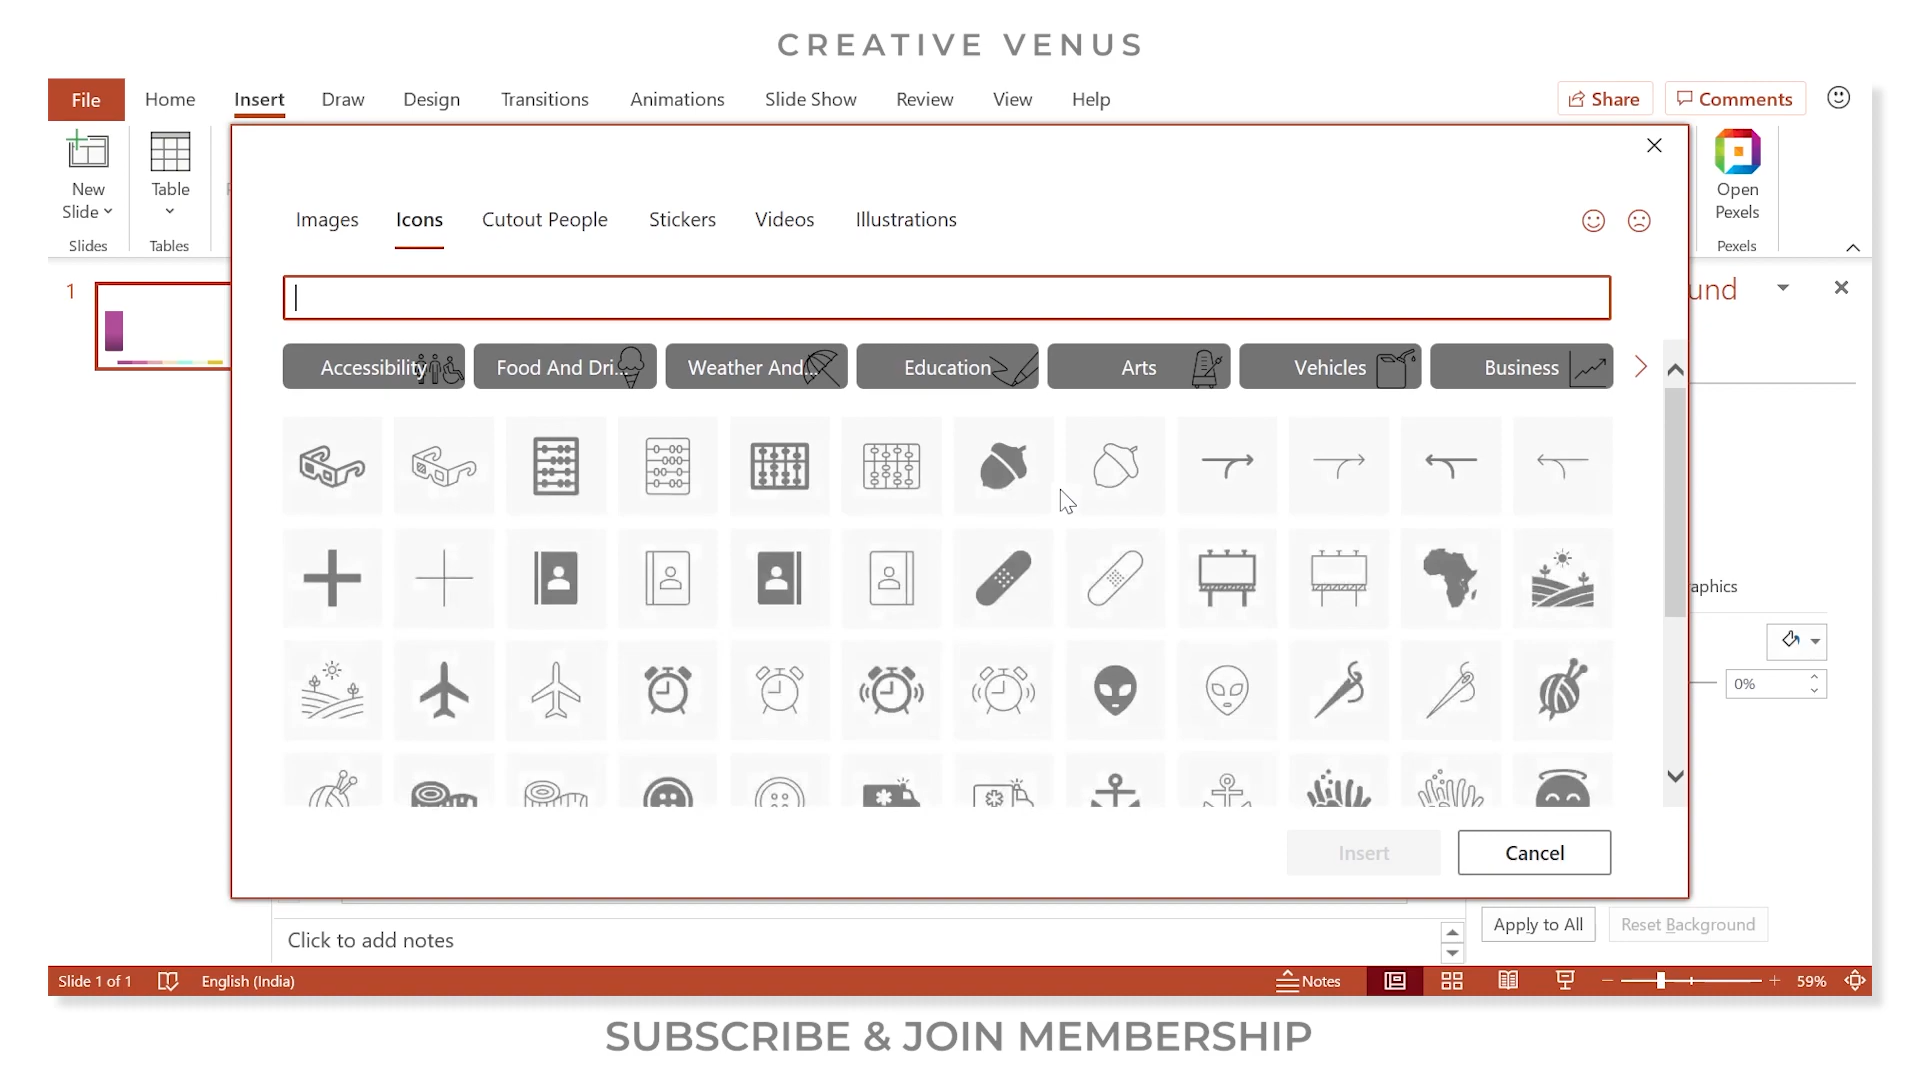 CREATIVE VENUS
File Home Insert Draw Design Transitions Animations Slide Show Review View Help Share Comments
New Slide
Slides
Table
Tables
Open Pexels
Pexels
Images Icons Cutout People Stickers Videos Illustrations
1
und
Accessibility Food And Dri... Weather And... Education Arts Vehicles Business
aphics
0%
Insert Cancel
Apply to All Reset Background
Click to add notes
Slide 1 of 1 English (India) Notes 59%
SUBSCRIBE & JOIN MEMBERSHIP